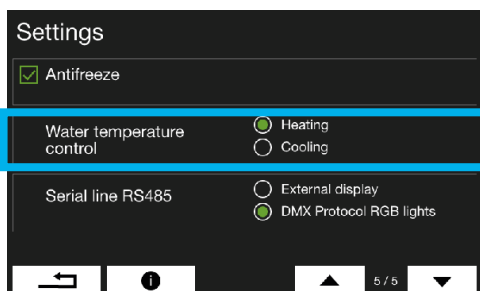 Settings
Antifreeze
Water temperature
control
Heating
Cooling
Serial line RS485
External display
DMX Protocol RGB lights
i
5/5